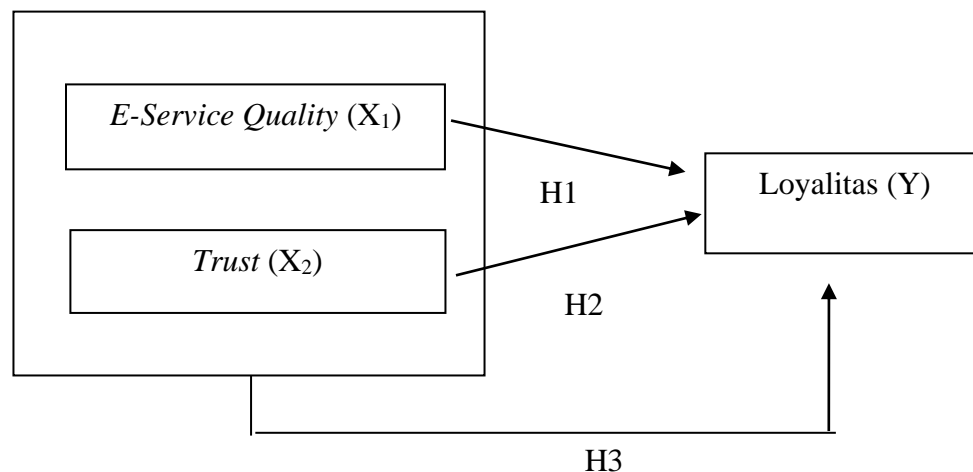 E-Service Quality (X₁)
H1
Loyalitas (Y)
Trust (X₂)
H2
H3